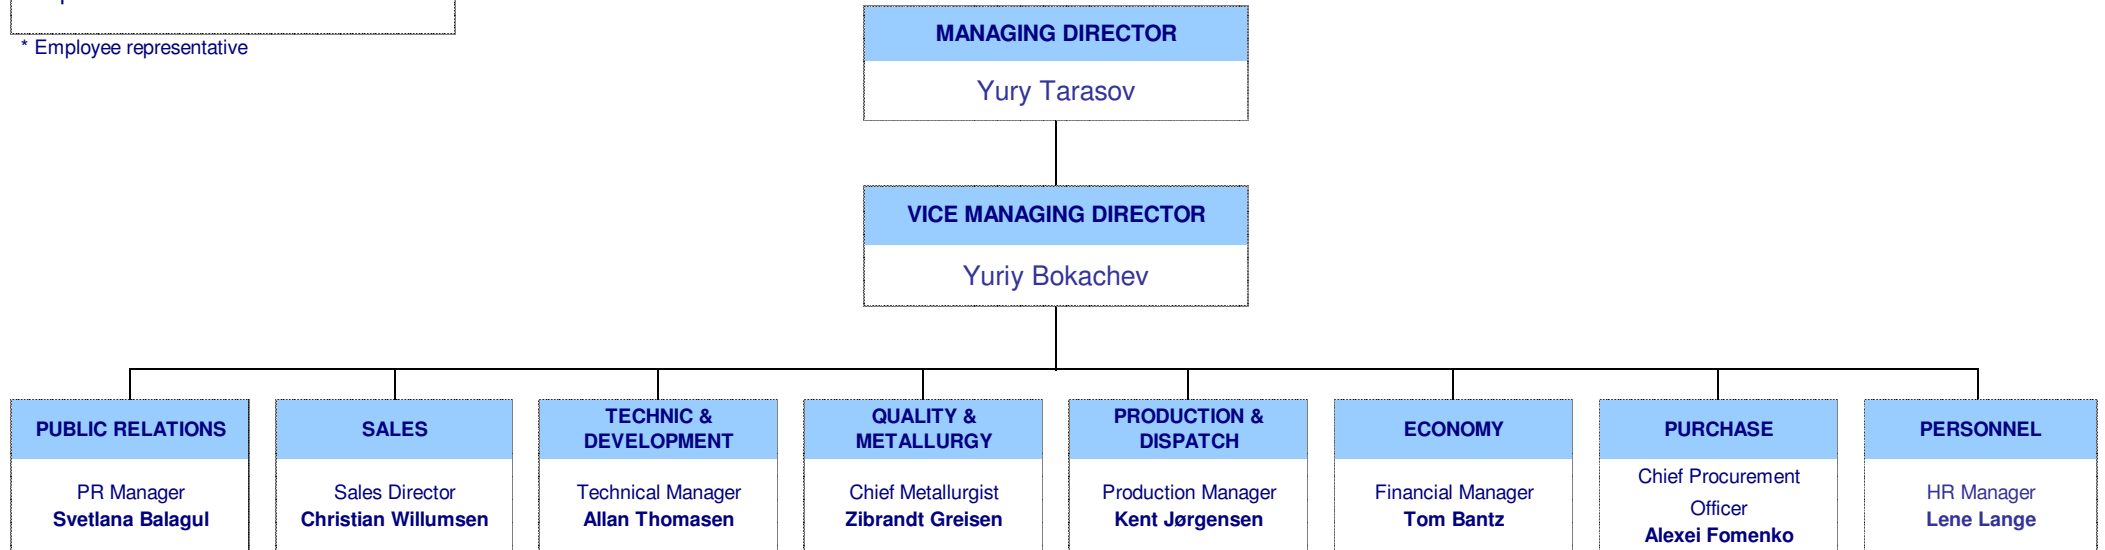 * Employee representative
MANAGING DIRECTOR
Yury Tarasov
VICE MANAGING DIRECTOR
Yuriy Bokachev
PUBLIC RELATIONS
PR Manager
Svetlana Balagul
SALES
Sales Director
Christian Willumsen
TECHNIC &
DEVELOPMENT
Technical Manager
Allan Thomasen
QUALITY &
METALLURGY
Chief Metallurgist
Zibrandt Greisen
PRODUCTION &
DISPATCH
Production Manager
Kent Jørgensen
ECONOMY
Financial Manager
Tom Bantz
PURCHASE
Chief Procurement
Officer
Alexei Fomenko
PERSONNEL
HR Manager
Lene Lange